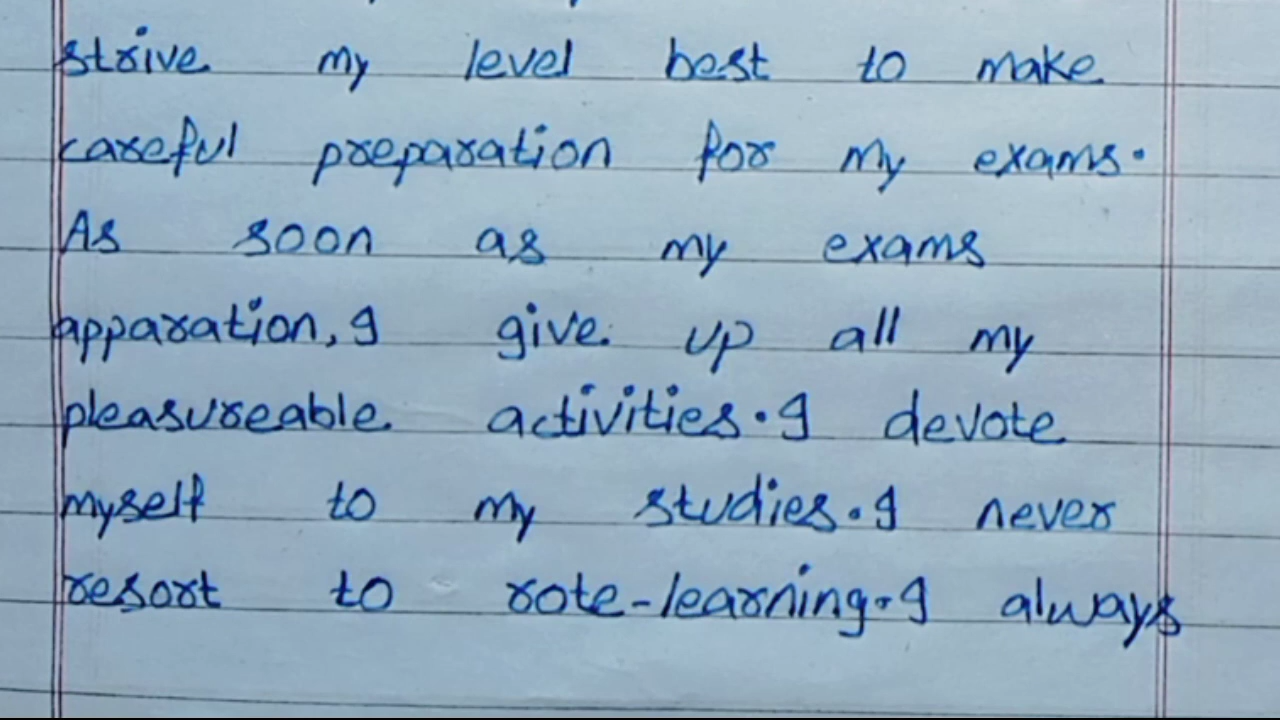 strive my level best to make
careful preparation for my exams.
As soon as my exams
apparation, I give up all my
pleasureable activities. I devote
myself to my studies. I never
resort to rote-learning. I always